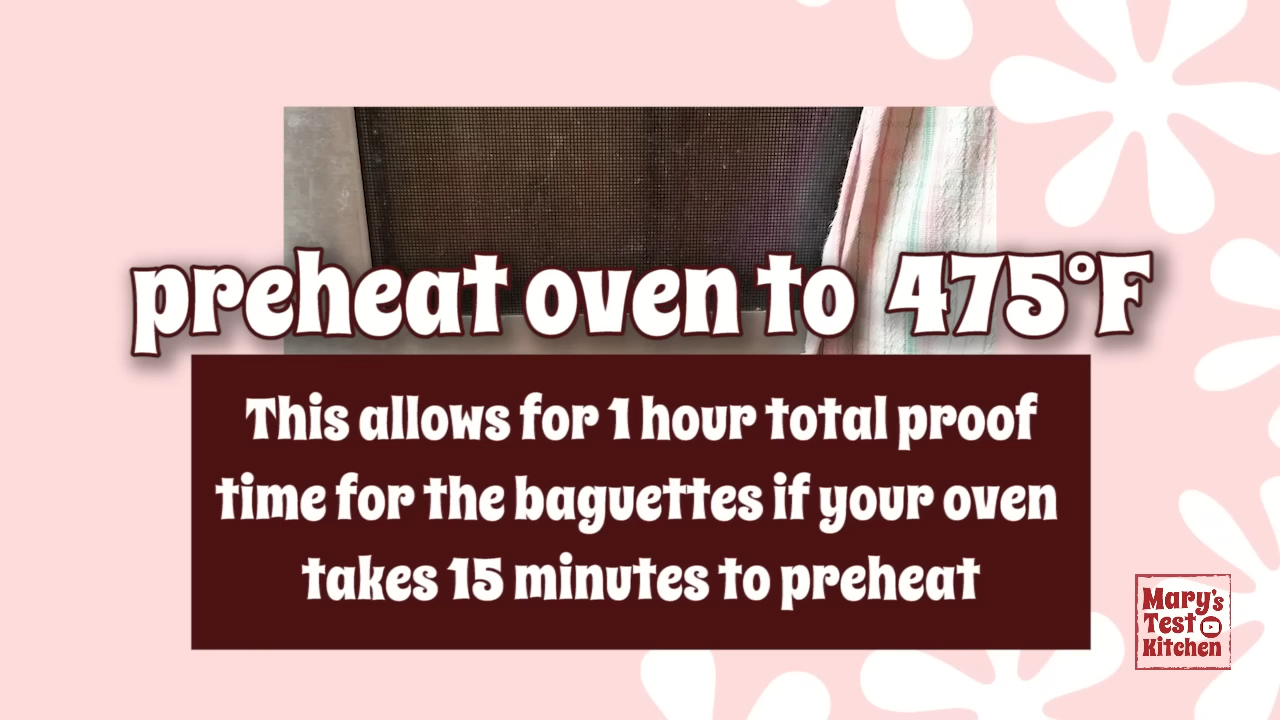 preheat oven to 475°F
This allows for 1 hour total proof
time for the baguettes if your oven
takes 15 minutes to preheat
Mary's
Test
Kitchen